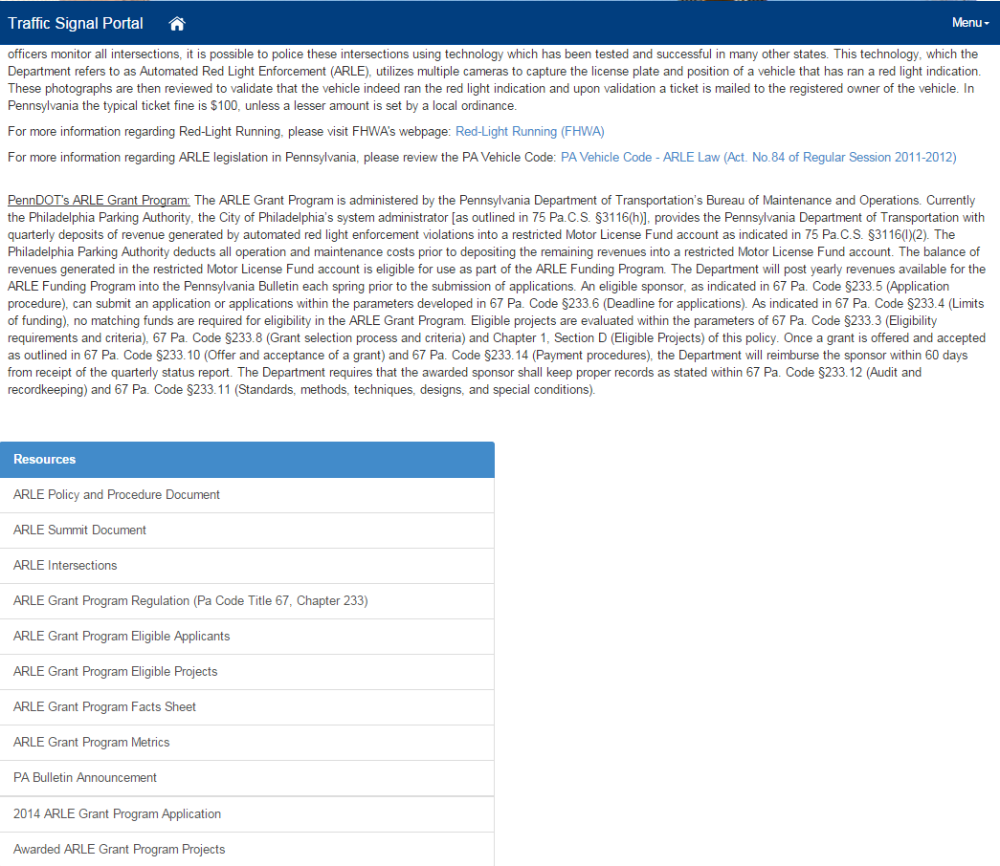 Traffic Signal Portal
Menu
officers monitor all intersections, it is possible to police these intersections using technology which has been tested and successful in many other states. This technology, which the
Department refers to as Automated Red Light Enforcement (ARLE), utilizes multiple cameras to capture the license plate and position of a vehicle that has ran a red light indication.
These photographs are then reviewed to validate that the vehicle indeed ran the red light indication and upon validation a ticket is mailed to the registered owner of the vehicle. In
Pennsylvania the typical ticket fine is $100, unless a lesser amount is set by a local ordinance.
For more information regarding Red-Light Running, please visit FHWA's webpage: Red-Light Running (FHWA)
For more information regarding ARLE legislation in Pennsylvania, please review the PA Vehicle Code: PA Vehicle Code - ARLE Law (Act. No.84 of Regular Session 2011-2012)
PennDOT's ARLE Grant Program: The ARLE Grant Program is administered by the Pennsylvania Department of Transportation's Bureau of Maintenance and Operations. Currently
the Philadelphia Parking Authority, the City of Philadelphia's system administrator [as outlined in 75 Pa.C.S. §3116(h)], provides the Pennsylvania Department of Transportation with
quarterly deposits of revenue generated by automated red light enforcement violations into a restricted Motor License Fund account as indicated in 75 Pa.C.S. §3116(l)(2). The
Philadelphia Parking Authority deducts all operation and maintenance costs prior to depositing the remaining revenues into a restricted Motor License Fund account. The balance of
revenues generated in the restricted Motor License Fund account is eligible for use as part of the ARLE Funding Program. The Department will post yearly revenues available for the
ARLE Funding Program into the Pennsylvania Bulletin each spring prior to the submission of applications. An eligible sponsor, as indicated in 67 Pa. Code §233.5 (Application
procedure), can submit an application or applications within the parameters developed in 67 Pa. Code §233.6 (Deadline for applications). As indicated in 67 Pa. Code §233.4 (Limits
of funding), no matching funds are required for eligibility in the ARLE Grant Program. Eligible projects are evaluated within the parameters of 67 Pa. Code §233.3 (Eligibility
requirements and criteria), 67 Pa. Code §233.8 (Grant selection process and criteria) and Chapter 1, Section D (Eligible Projects) of this policy. Once a grant is offered and accepted
as outlined in 67 Pa. Code §233.10 (Offer and acceptance of a grant) and 67 Pa. Code §233.14 (Payment procedures), the Department will reimburse the sponsor within 60 days
from receipt of the quarterly status report. The Department requires that the awarded sponsor shall keep proper records as stated within 67 Pa. Code §233.12 (Audit and
recordkeeping) and 67 Pa. Code §233.11 (Standards, methods, techniques, designs, and special conditions).
Resources
ARLE Policy and Procedure Document
ARLE Summit Document
ARLE Intersections
ARLE Grant Program Regulation (Pa Code Title 67, Chapter 233)
ARLE Grant Program Eligible Applicants
ARLE Grant Program Eligible Projects
ARLE Grant Program Facts Sheet
ARLE Grant Program Metrics
PA Bulletin Announcement
2014 ARLE Grant Program Application
Awarded ARLE Grant Program Projects